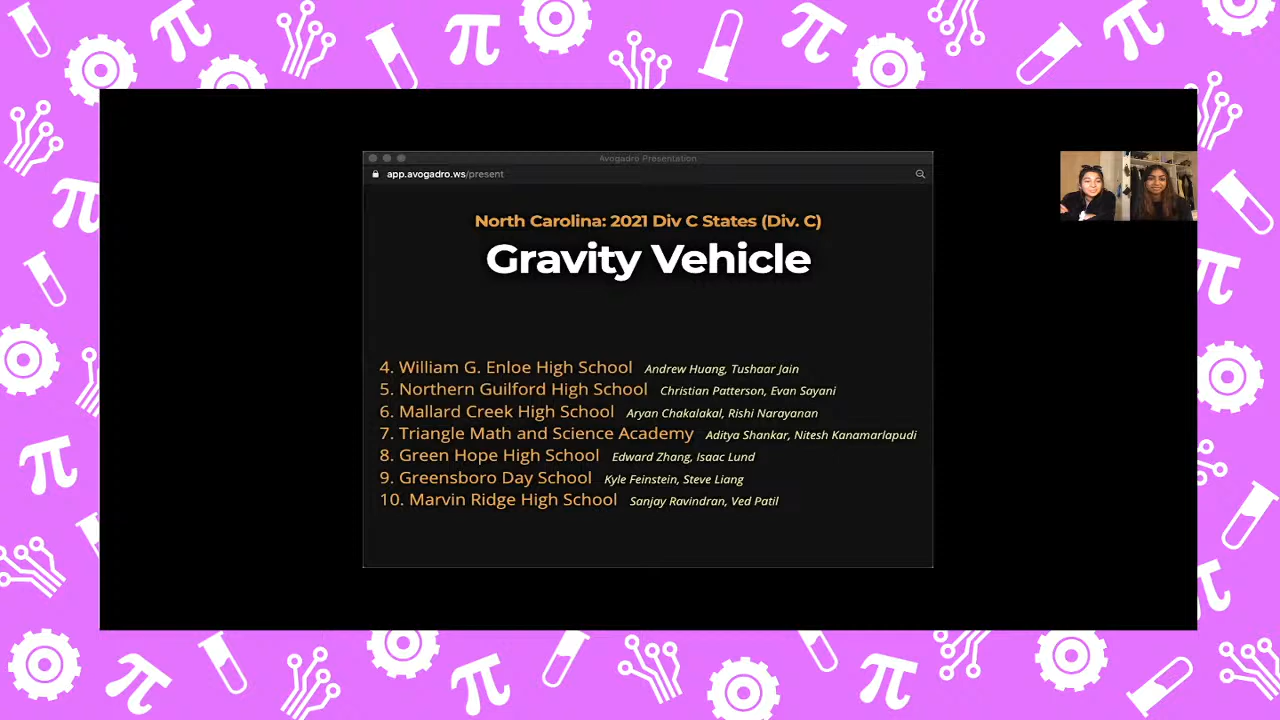 Avogadro Presentation
app.avogadro.ws/present
North Carolina: 2021 Div C States (Div. C)
Gravity Vehicle
4. William G. Enloe High School Andrew Huang, Tushaar Jain
5. Northern Guilford High School Christian Patterson, Evan Sayani
6. Mallard Creek High School Aryan Chakalakal, Rishi Narayanan
7. Triangle Math and Science Academy Aditya Shankar, Nitesh Kanamarlapudi
8. Green Hope High School Edward Zhang, Isaac Lund
9. Greensboro Day School Kyle Feinstein, Steve Liang
10. Marvin Ridge High School Sanjay Ravindran, Ved Patil